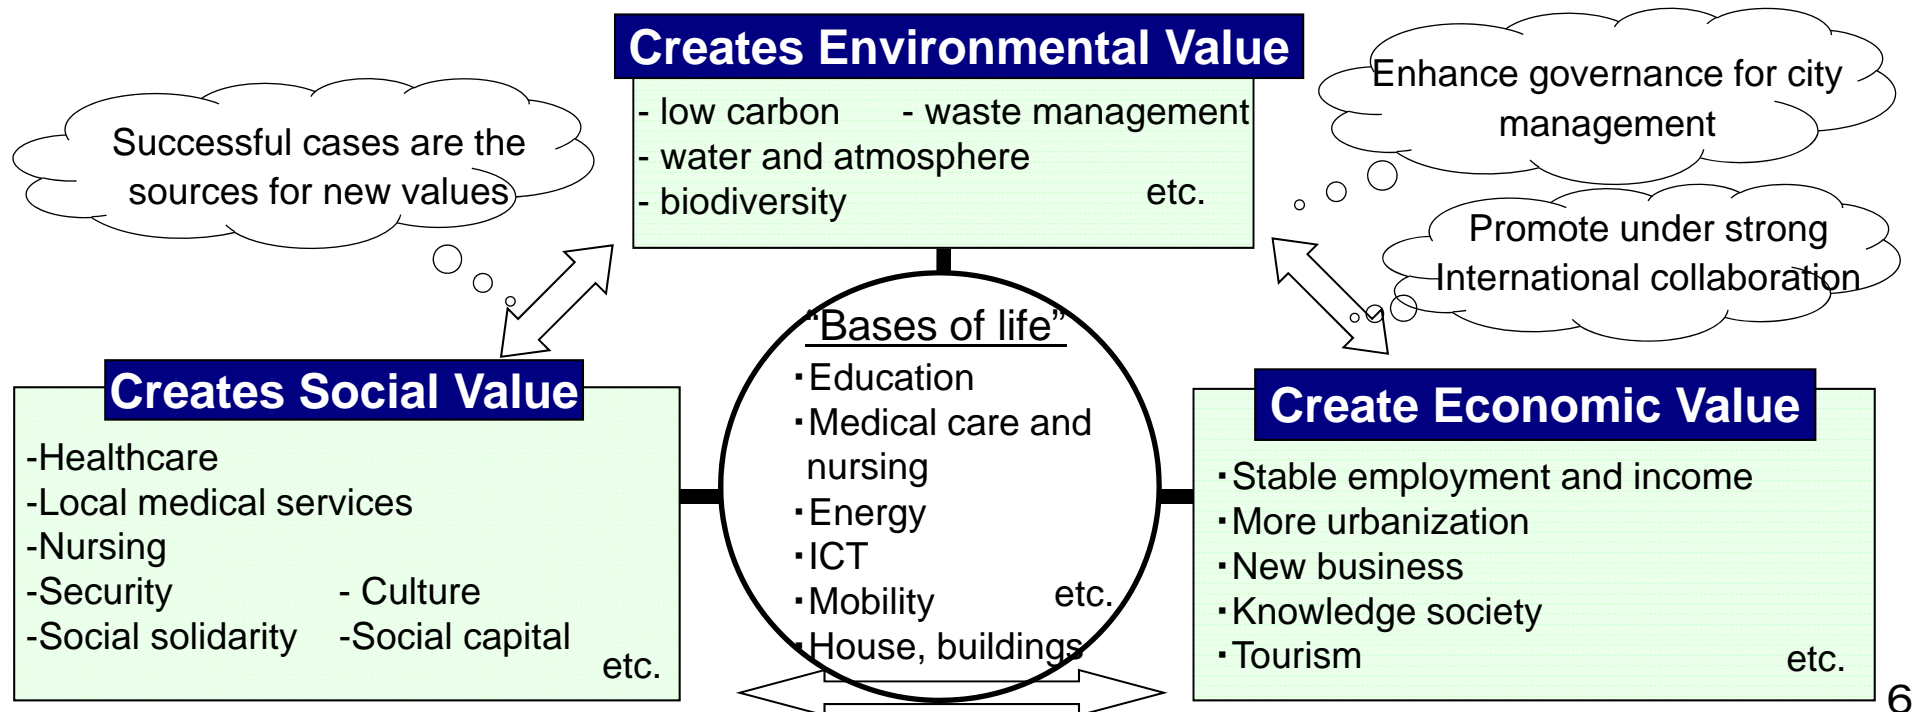 Creates Environmental Value
- low carbon - waste management
- water and atmosphere
- biodiversity etc.
Successful cases are the
sources for new values
Enhance governance for city
management
Promote under strong
International collaboration
Creates Social Value
-Healthcare
-Local medical services
-Nursing
-Security - Culture
-Social solidarity -Social capital
etc.
“Bases of life”
・Education
・Medical care and
nursing
・Energy
・ICT
・Mobility etc.
・House, buildings
Create Economic Value
・Stable employment and income
・More urbanization
・New business
・Knowledge society
・Tourism etc.
6